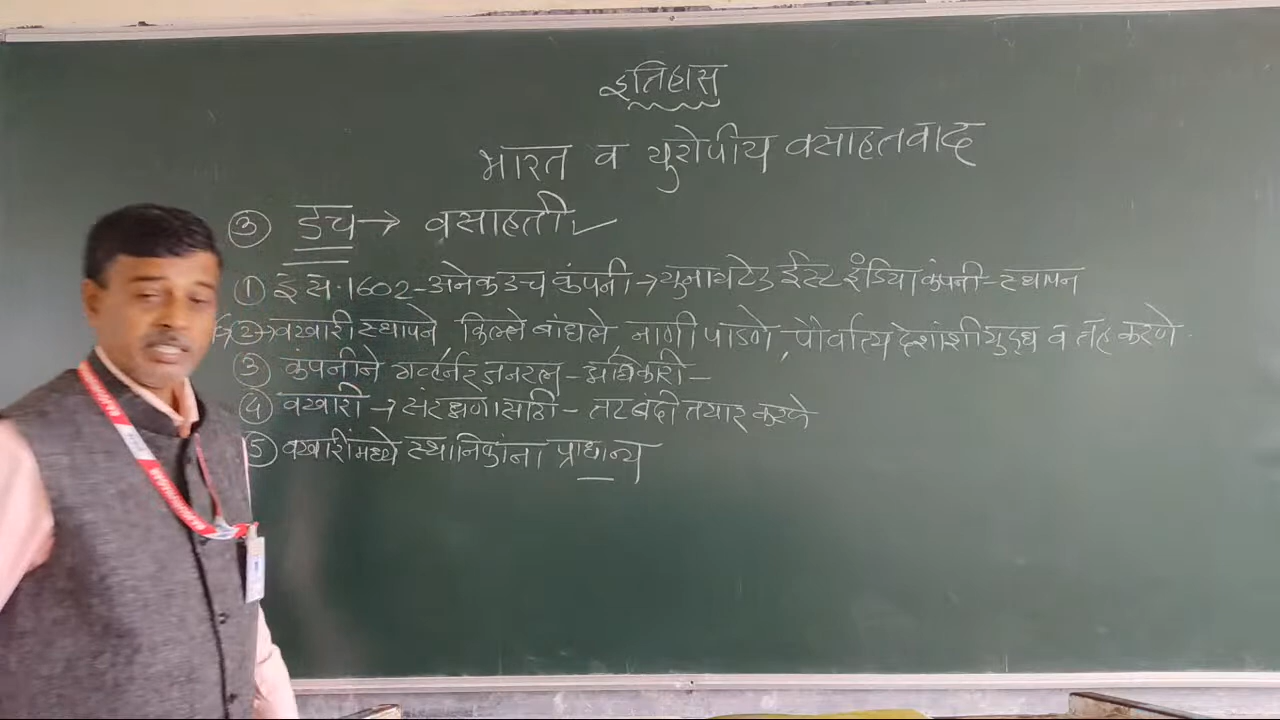 इतिहास
भारत व युरोपीय वसाहतवाद
③ डच → वसाहती ✓
① इ स. 1602 - अनेक डच कंपनी → युनायटेड ईस्ट इंडिया कंपनी - स्थापन
② → वखारी स्थापने, किल्ले बांधले, नाणी पाडणे, पौर्वात्य देशांशी युद्ध व तह करणे
③ कंपनीने गव्हर्नर जनरल - अधिकारी -
④ वखारी → संरक्षणासाठी - तटबंदी तयार करणे
⑤ वखारींमध्ये स्थानिकांना प्राधान्य